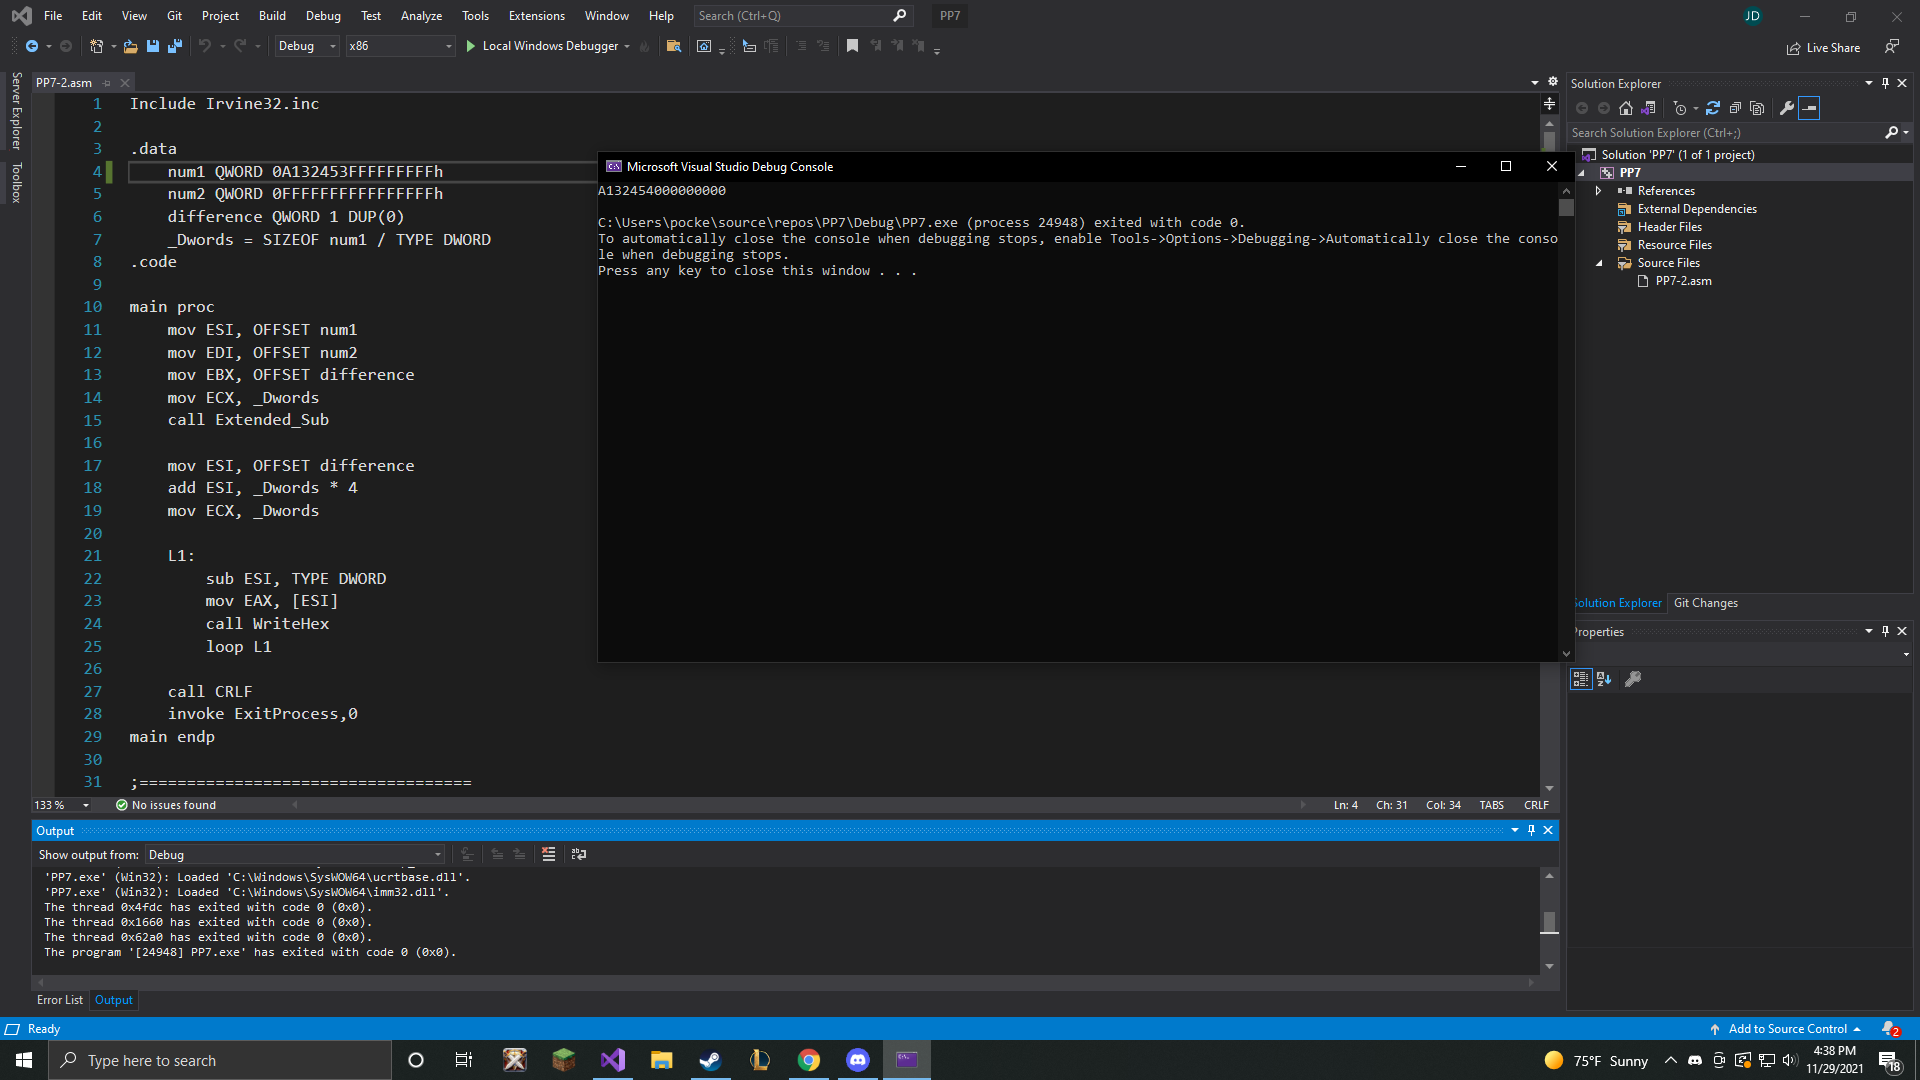 File Edit View Git Project Build Debug Test Analyze Tools Extensions Window Help Search (Ctrl+Q) PP7 JD
Debug x86 Local Windows Debugger Live Share
Server Explorer
Toolbox
PP7-2.asm
1 Include Irvine32.inc
2
3 .data
4 num1 QWORD 0A132453FFFFFFFFFh
5 num2 QWORD 0FFFFFFFFFFFFFFFFh
6 difference QWORD 1 DUP(0)
7 _Dwords = SIZEOF num1 / TYPE DWORD
8 .code
9
10 main proc
11 mov ESI, OFFSET num1
12 mov EDI, OFFSET num2
13 mov EBX, OFFSET difference
14 mov ECX, _Dwords
15 call Extended_Sub
16
17 mov ESI, OFFSET difference
18 add ESI, _Dwords * 4
19 mov ECX, _Dwords
20
21 L1:
22 sub ESI, TYPE DWORD
23 mov EAX, [ESI]
24 call WriteHex
25 loop L1
26
27 call CRLF
28 invoke ExitProcess,0
29 main endp
30
31 ;===================================
133 % No issues found Ln: 4 Ch: 31 Col: 34 TABS CRLF
Microsoft Visual Studio Debug Console
A132454000000000
C:\Users\pocke\source\repos\PP7\Debug\PP7.exe (process 24948) exited with code 0.
To automatically close the console when debugging stops, enable Tools->Options->Debugging->Automatically close the conso
le when debugging stops.
Press any key to close this window . . .
Solution Explorer
Search Solution Explorer (Ctrl+;)
Solution 'PP7' (1 of 1 project)
PP7
References
External Dependencies
Header Files
Resource Files
Source Files
PP7-2.asm
Solution Explorer Git Changes
Properties
Output
Show output from: Debug
'PP7.exe' (Win32): Loaded 'C:\Windows\SysWOW64\ucrtbase.dll'.
'PP7.exe' (Win32): Loaded 'C:\Windows\SysWOW64\imm32.dll'.
The thread 0x4fdc has exited with code 0 (0x0).
The thread 0x1660 has exited with code 0 (0x0).
The thread 0x62a0 has exited with code 0 (0x0).
The program '[24948] PP7.exe' has exited with code 0 (0x0).
Error List Output
Ready Add to Source Control 2
Type here to search 75°F Sunny 4:38 PM
11/29/2021 18